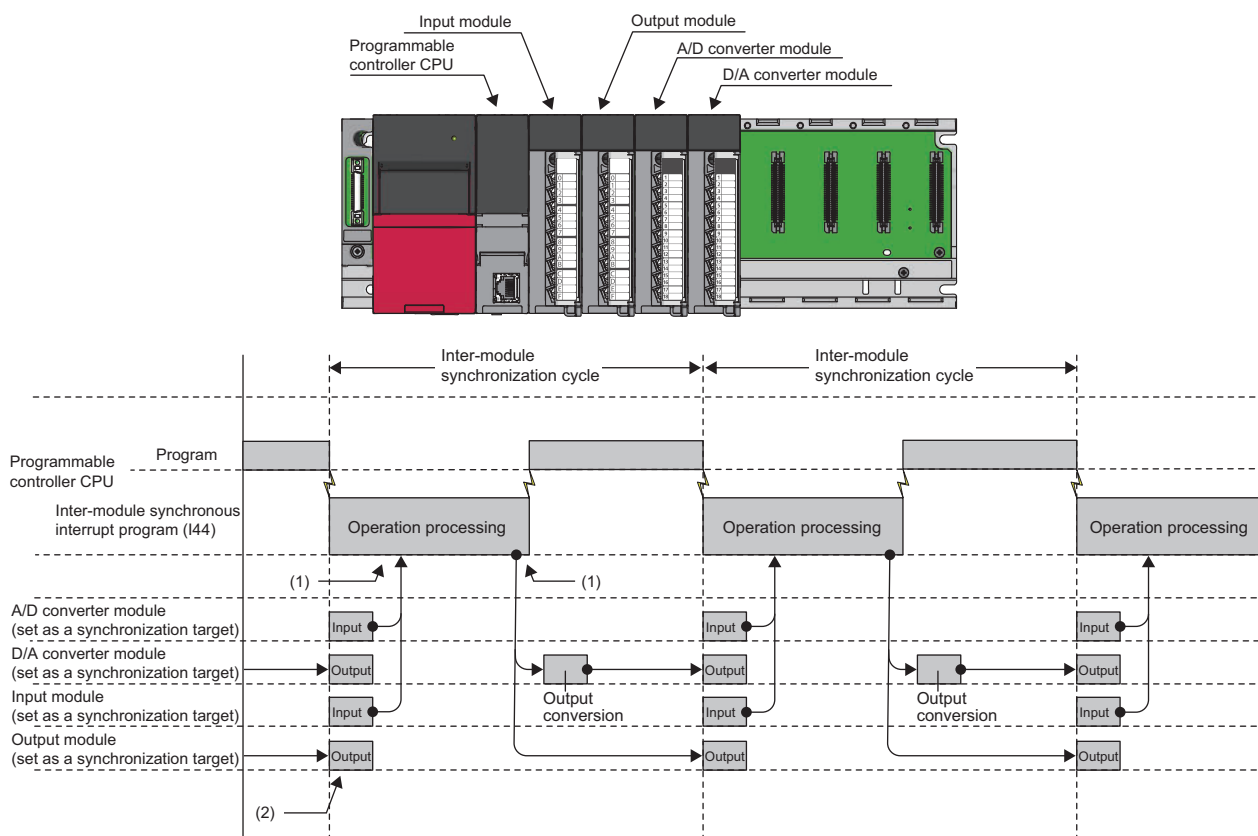 Input module
Output module
Programmable
controller CPU
A/D converter module
D/A converter module
Inter-module
synchronization cycle
Inter-module
synchronization cycle
Programmable
controller CPU
Program
Inter-module synchronous
interrupt program (I44)
Operation processing
Operation processing
Operation processing
(1)
(1)
A/D converter module
(set as a synchronization target)
Input
Input
Input
D/A converter module
(set as a synchronization target)
Output
Output
Output
Output
conversion
Output
conversion
Input module
(set as a synchronization target)
Input
Input
Input
Output module
(set as a synchronization target)
Output
Output
Output
(2)